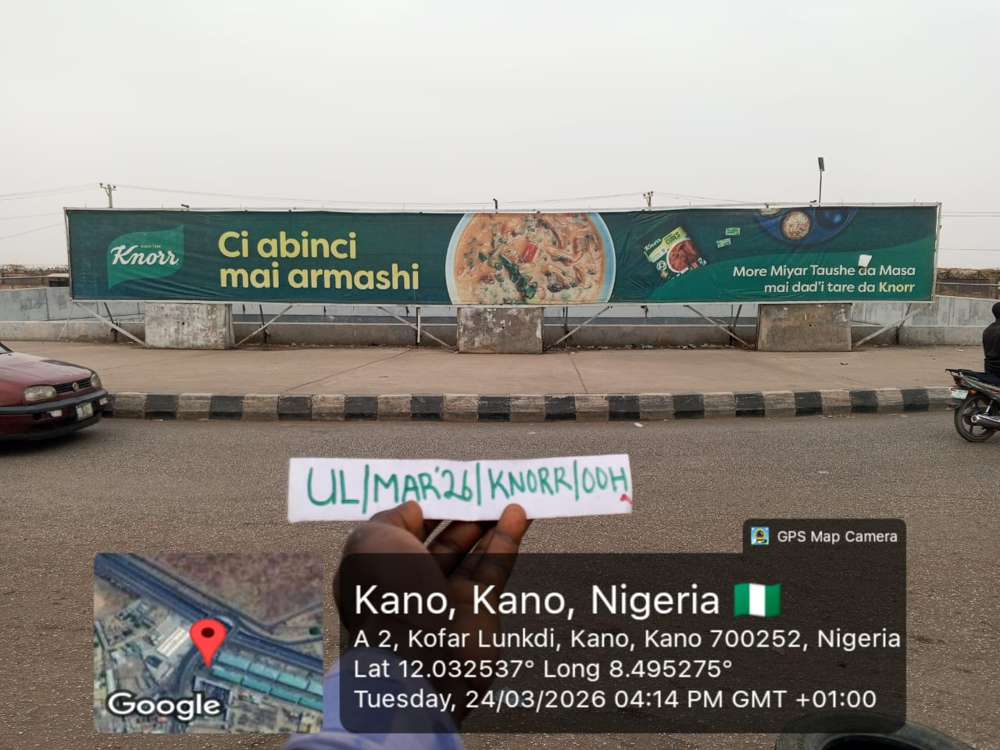 Knorr
Ci abinci
mai armashi
Knorr
CUBES
More Miyar Taushe da Masa
mai dad'i tare da Knorr
UL/MAR'26/KNORR/OOH
GPS Map Camera
Kano, Kano, Nigeria
A 2, Kofar Lunkdi, Kano, Kano 700252, Nigeria
Lat 12.032537° Long 8.495275°
Tuesday, 24/03/2026 04:14 PM GMT +01:00
Google